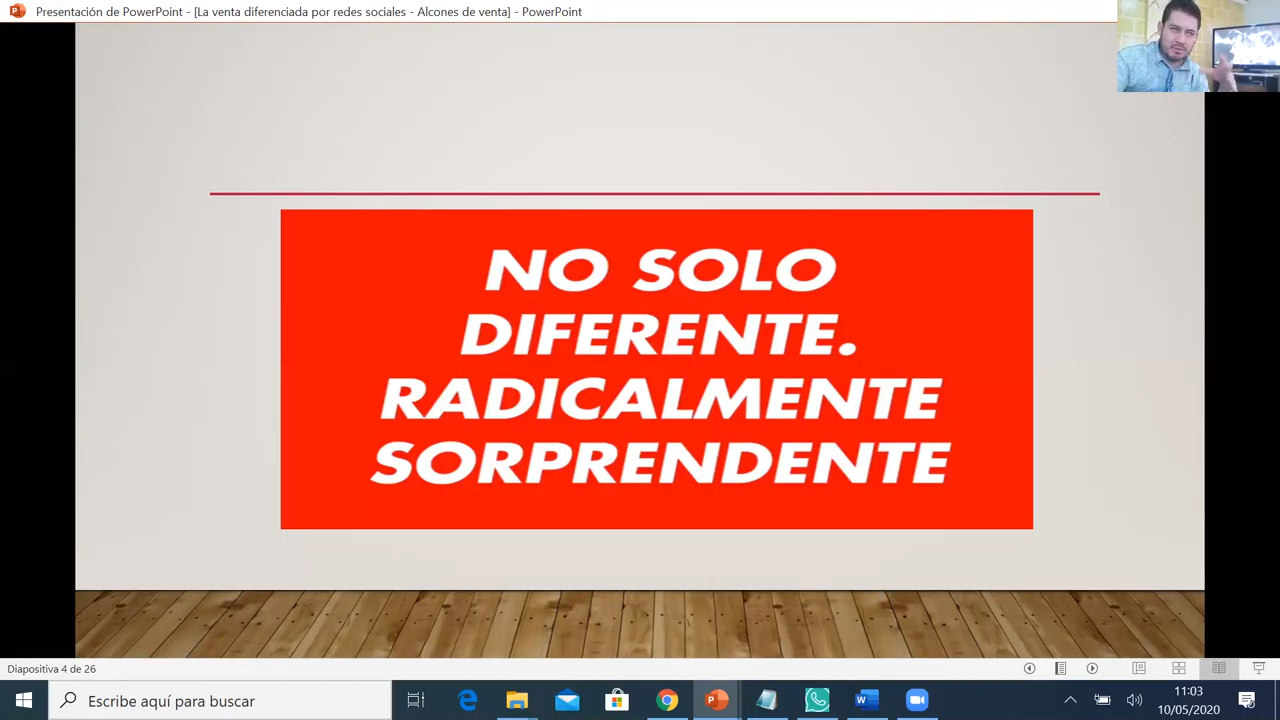 Presentación de PowerPoint - [La venta diferenciada por redes sociales - Alcones de venta] - PowerPoint
NO SOLO
DIFERENTE.
RADICALMENTE
SORPRENDENTE
Diapositiva 4 de 26
Escribe aquí para buscar
11:03
10/05/2020